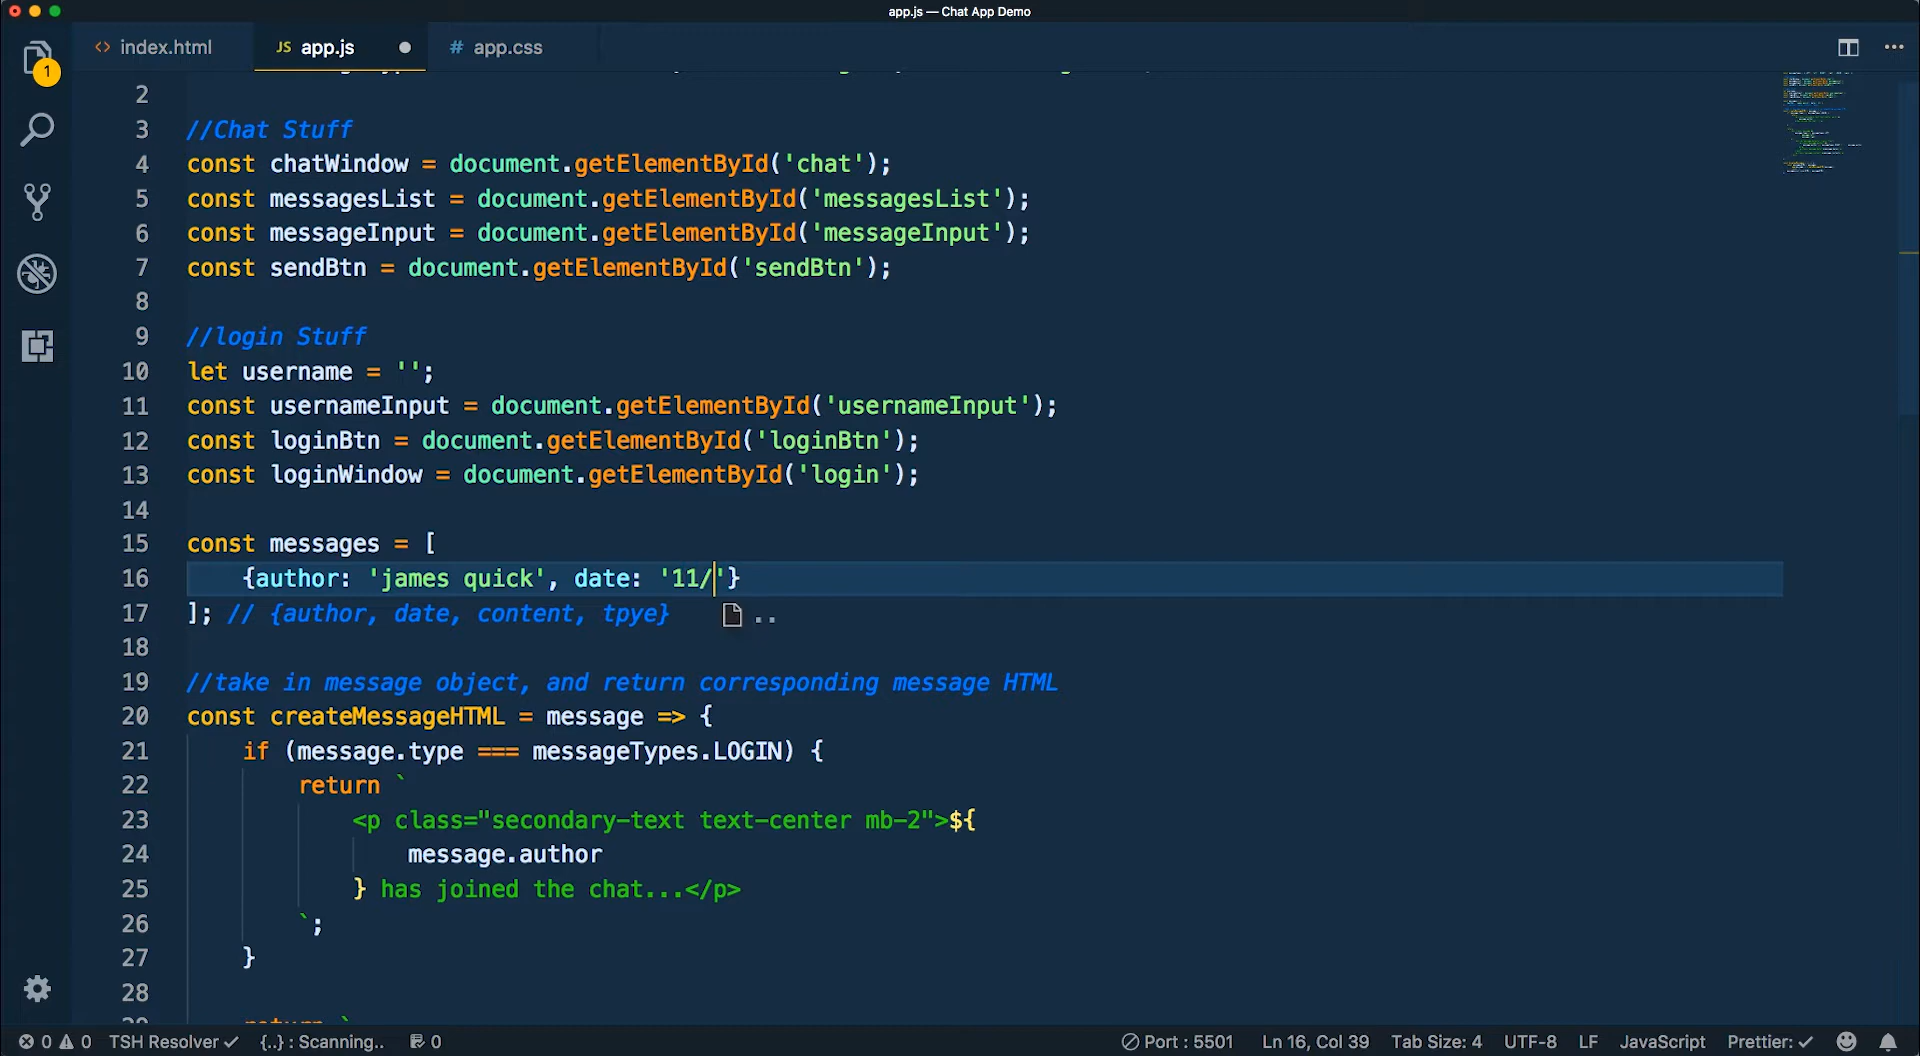 app.js — Chat App Demo
<> index.html
JS app.js
# app.css
1
2
3 //Chat Stuff
4 const chatWindow = document.getElementById('chat');
5 const messagesList = document.getElementById('messagesList');
6 const messageInput = document.getElementById('messageInput');
7 const sendBtn = document.getElementById('sendBtn');
8
9 //login Stuff
10 let username = '';
11 const usernameInput = document.getElementById('usernameInput');
12 const loginBtn = document.getElementById('loginBtn');
13 const loginWindow = document.getElementById('login');
14
15 const messages = [
16 {author: 'james quick', date: '11/'}
17 ]; // {author, date, content, tpye}
..
18
19 //take in message object, and return corresponding message HTML
20 const createMessageHTML = message => {
21 if (message.type === messageTypes.LOGIN) {
22 return `
23 <p class="secondary-text text-center mb-2">${
24 message.author
25 } has joined the chat...</p>
26 `;
27 }
28
0 0 TSH Resolver ✓ {..} : Scanning.. 0 Port : 5501 Ln 16, Col 39 Tab Size: 4 UTF-8 LF JavaScript Prettier: ✓